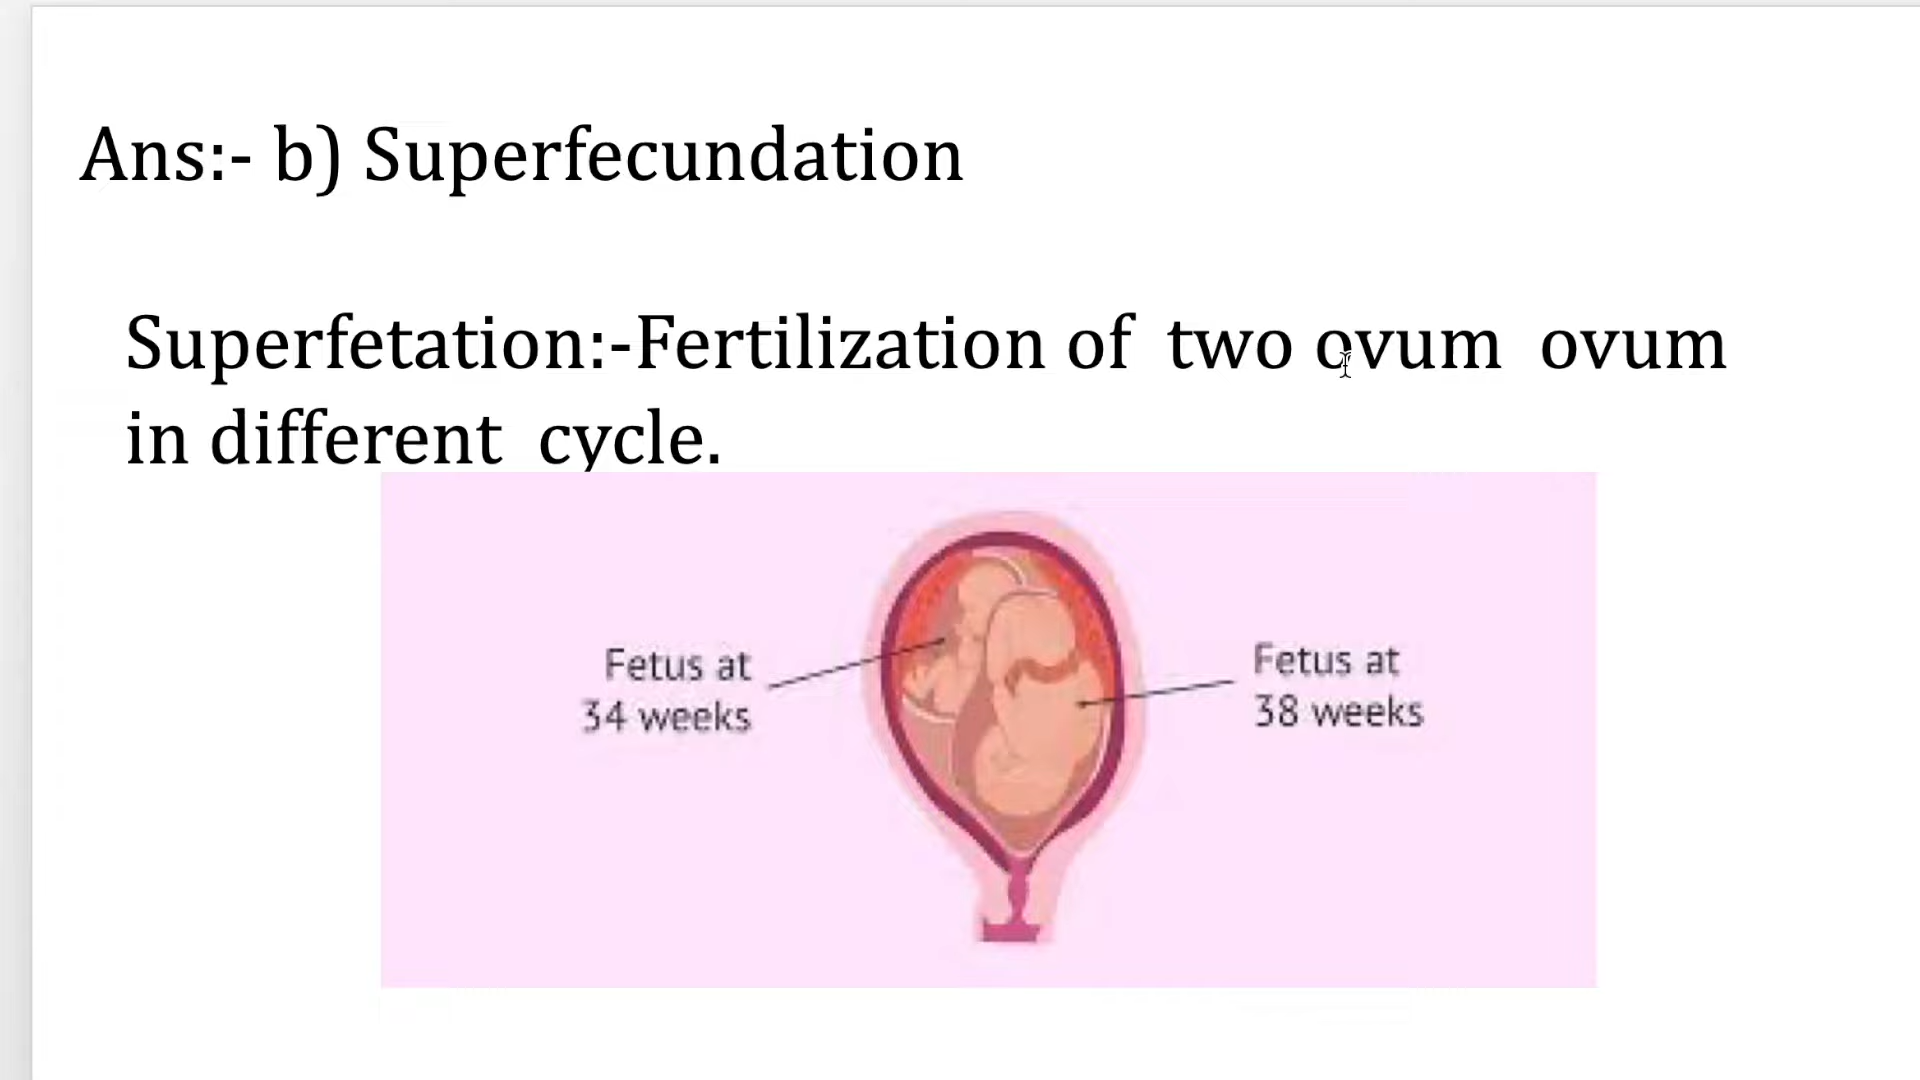 Ans:- b) Superfecundation
Superfetation:-Fertilization of two ovum ovum
in different cycle.
Fetus at
34 weeks
Fetus at
38 weeks